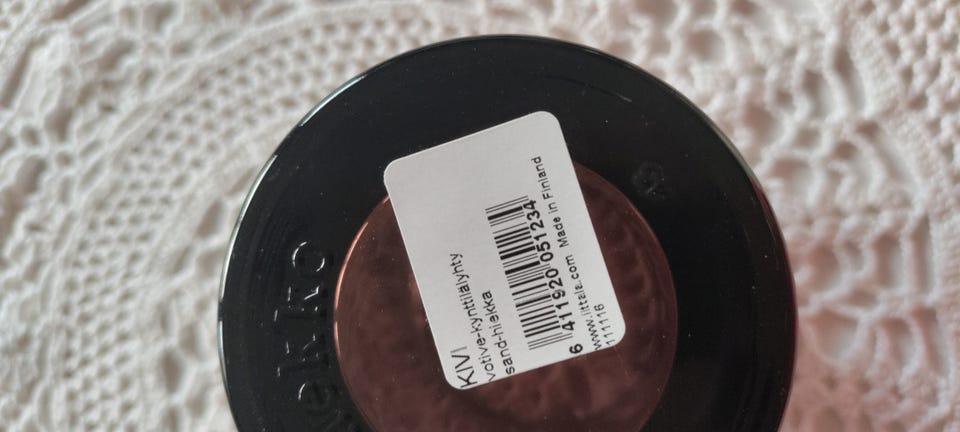 KIVI
votive-kynttilälyhty
sand-hiekka
6 411920 051234
www.iittala.com Made in Finland
111116